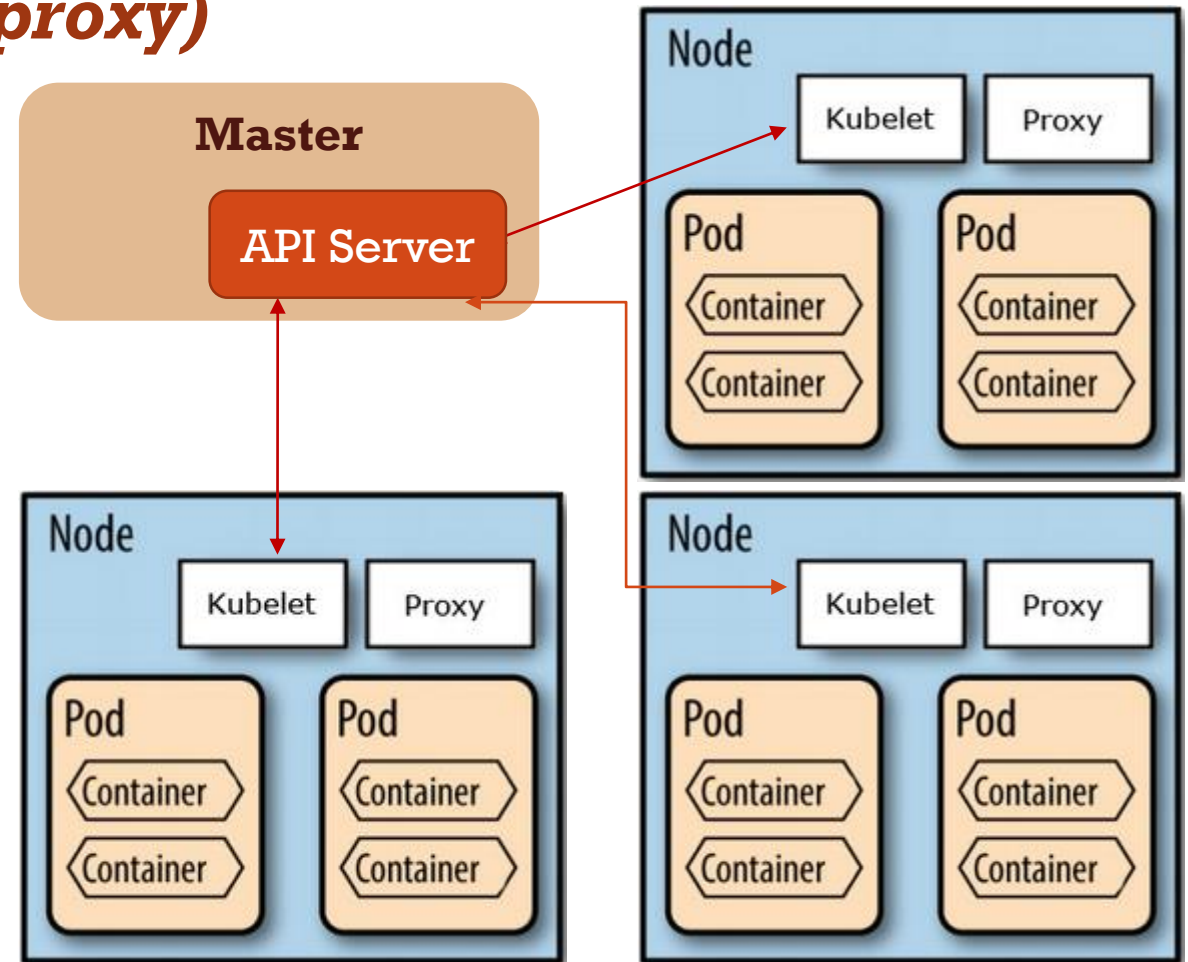 proxy)
Master
API Server
Node
Kubelet Proxy
Pod Pod
Container Container
Container Container
Node
Kubelet Proxy
Pod Pod
Container Container
Container Container
Node
Kubelet Proxy
Pod Pod
Container Container
Container Container